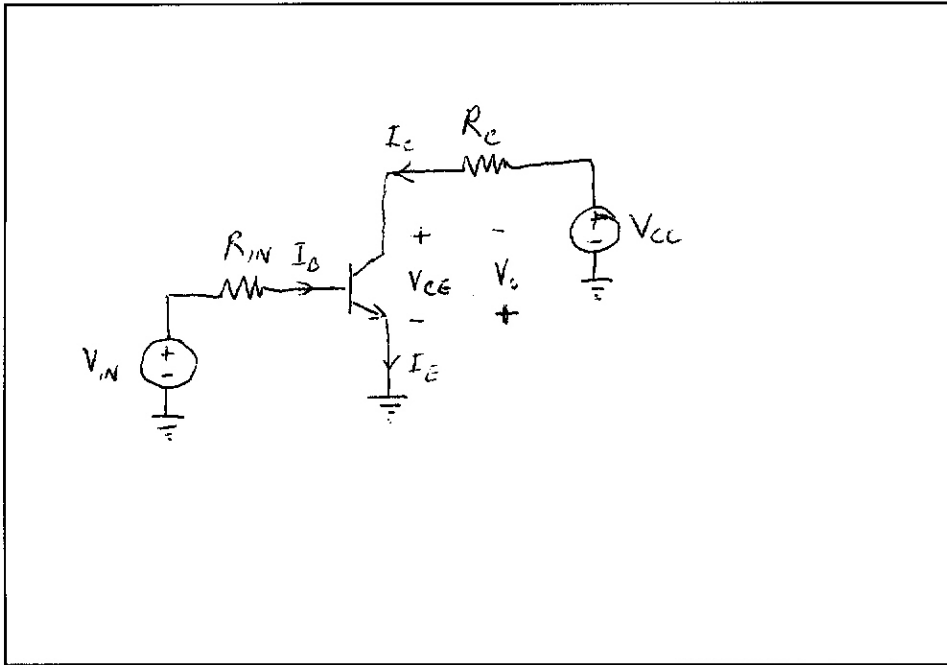 I_C R_C
+ -
V_CC
R_IN I_B V_CE V_o
- +
V_IN + - I_E